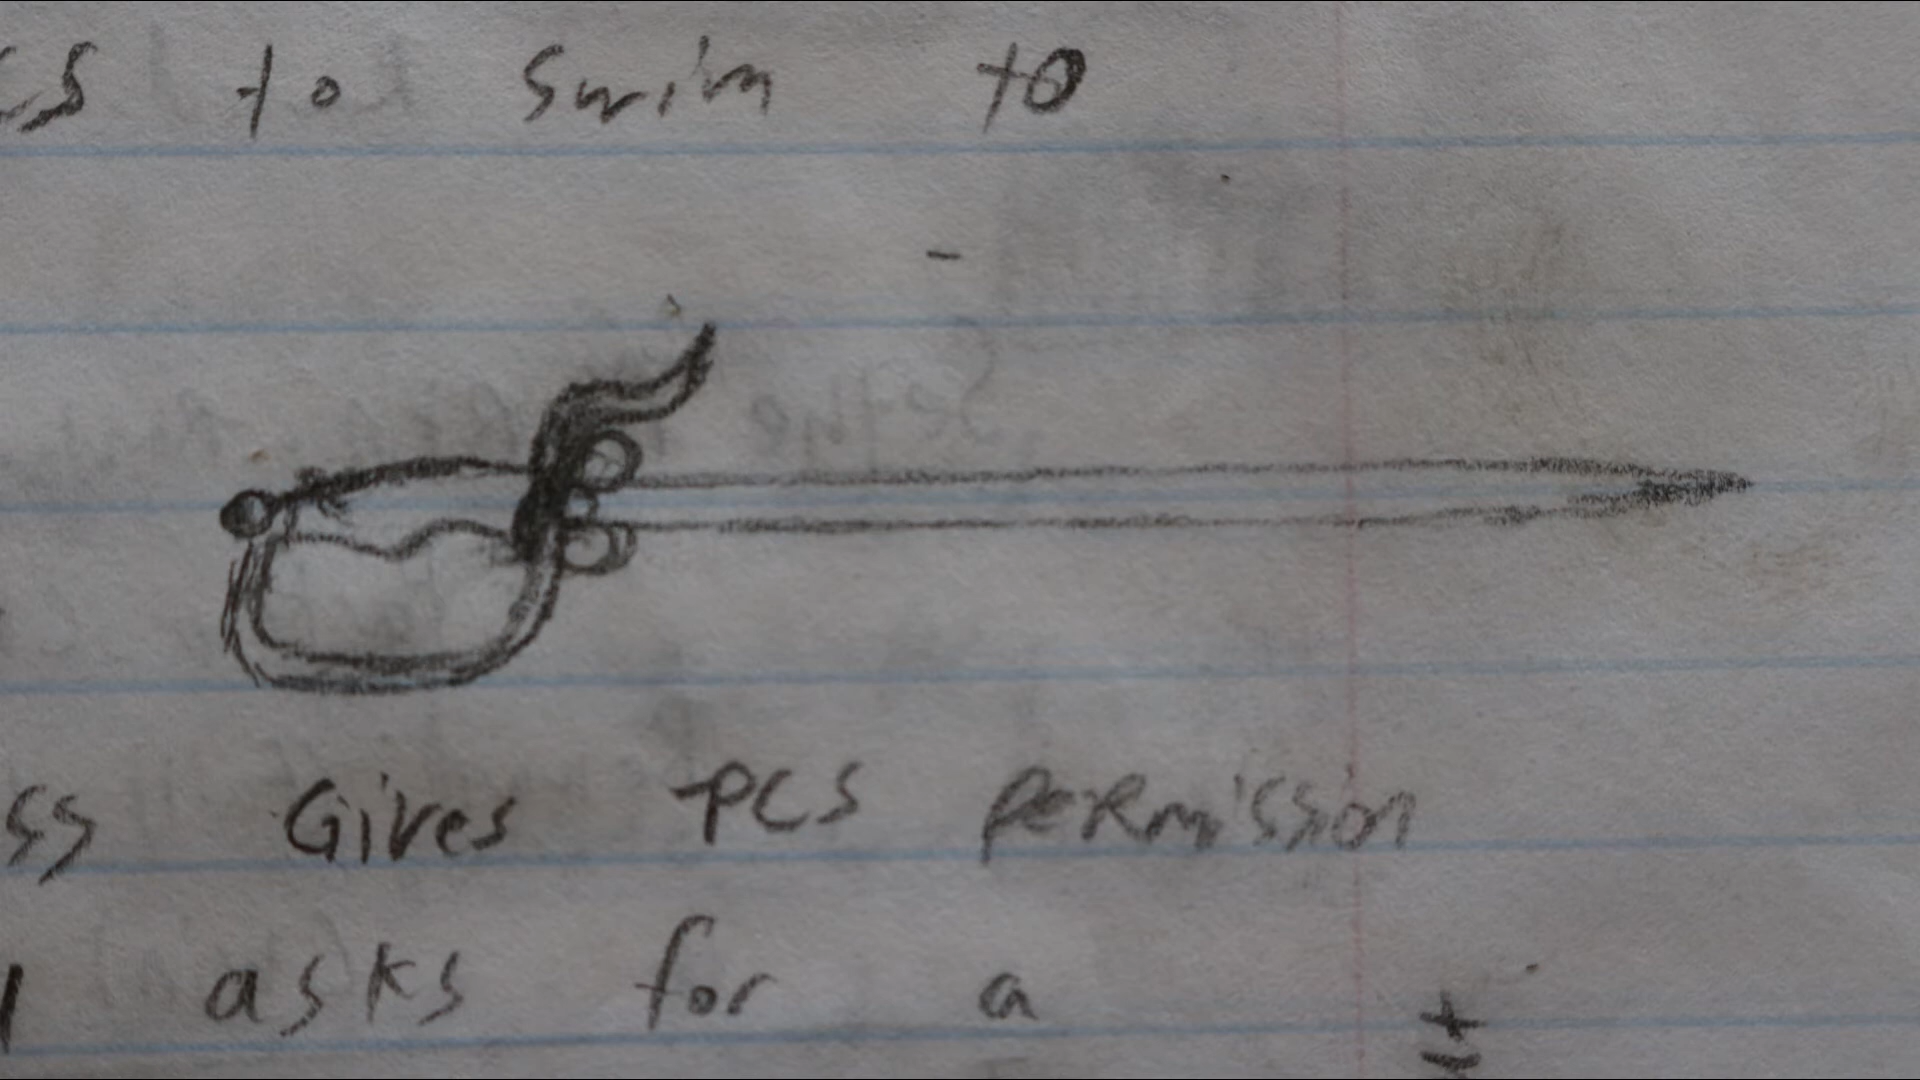 to swim to
Gives PCS permission
asks for a